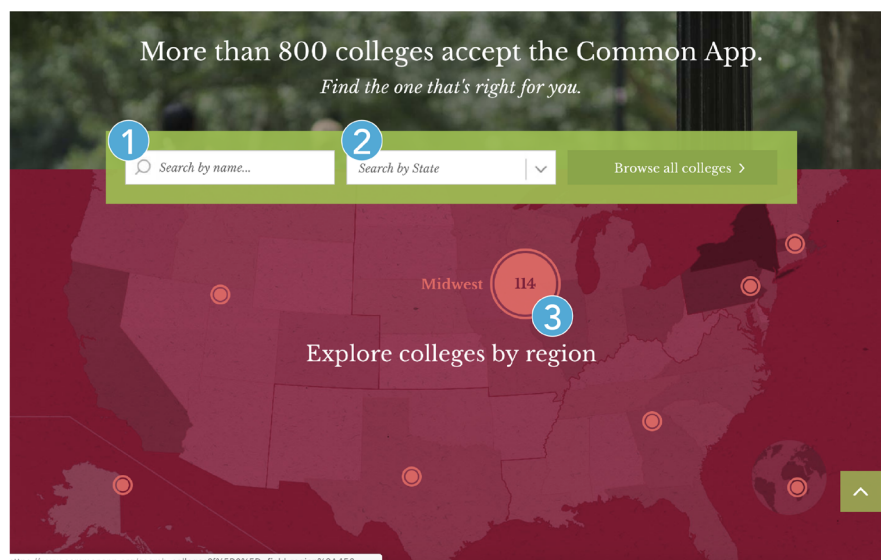 More than 800 colleges accept the Common App.
Find the one that's right for you.
1
2
Search by name...
Search by State
Browse all colleges >
Midwest
114
3
Explore colleges by region